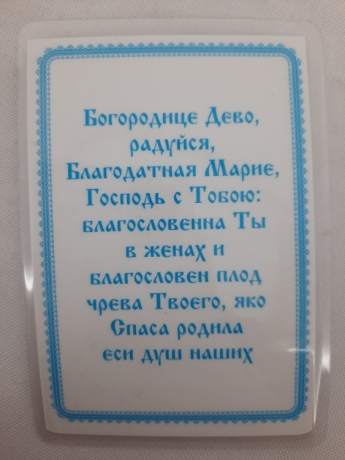 Богородице Дево,
радуйся,
Благодатная Марие,
Господь с Тобою:
благословенна Ты
в женах и
благословен плод
чрева Твоего, яко
Спаса родила
еси душ наших